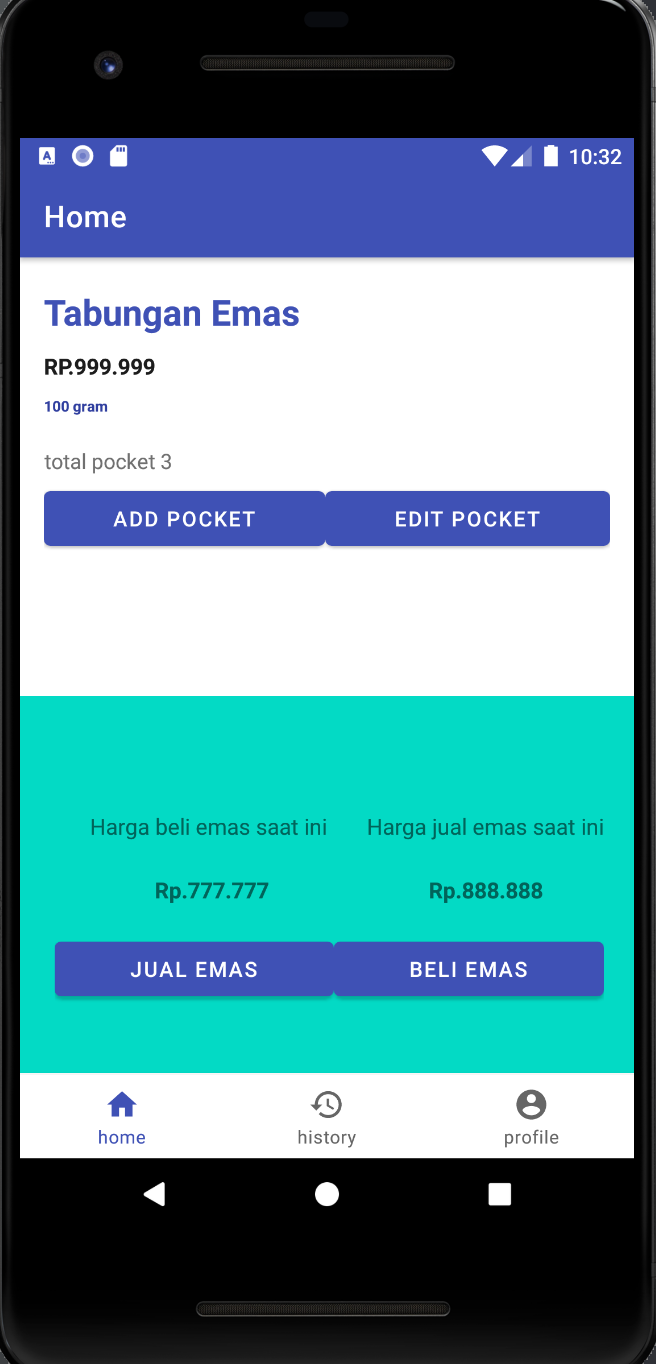 10:32
Home
Tabungan Emas
RP.999.999
100 gram
total pocket 3
ADD POCKET EDIT POCKET
Harga beli emas saat ini Harga jual emas saat ini
Rp.777.777 Rp.888.888
JUAL EMAS BELI EMAS
home history profile